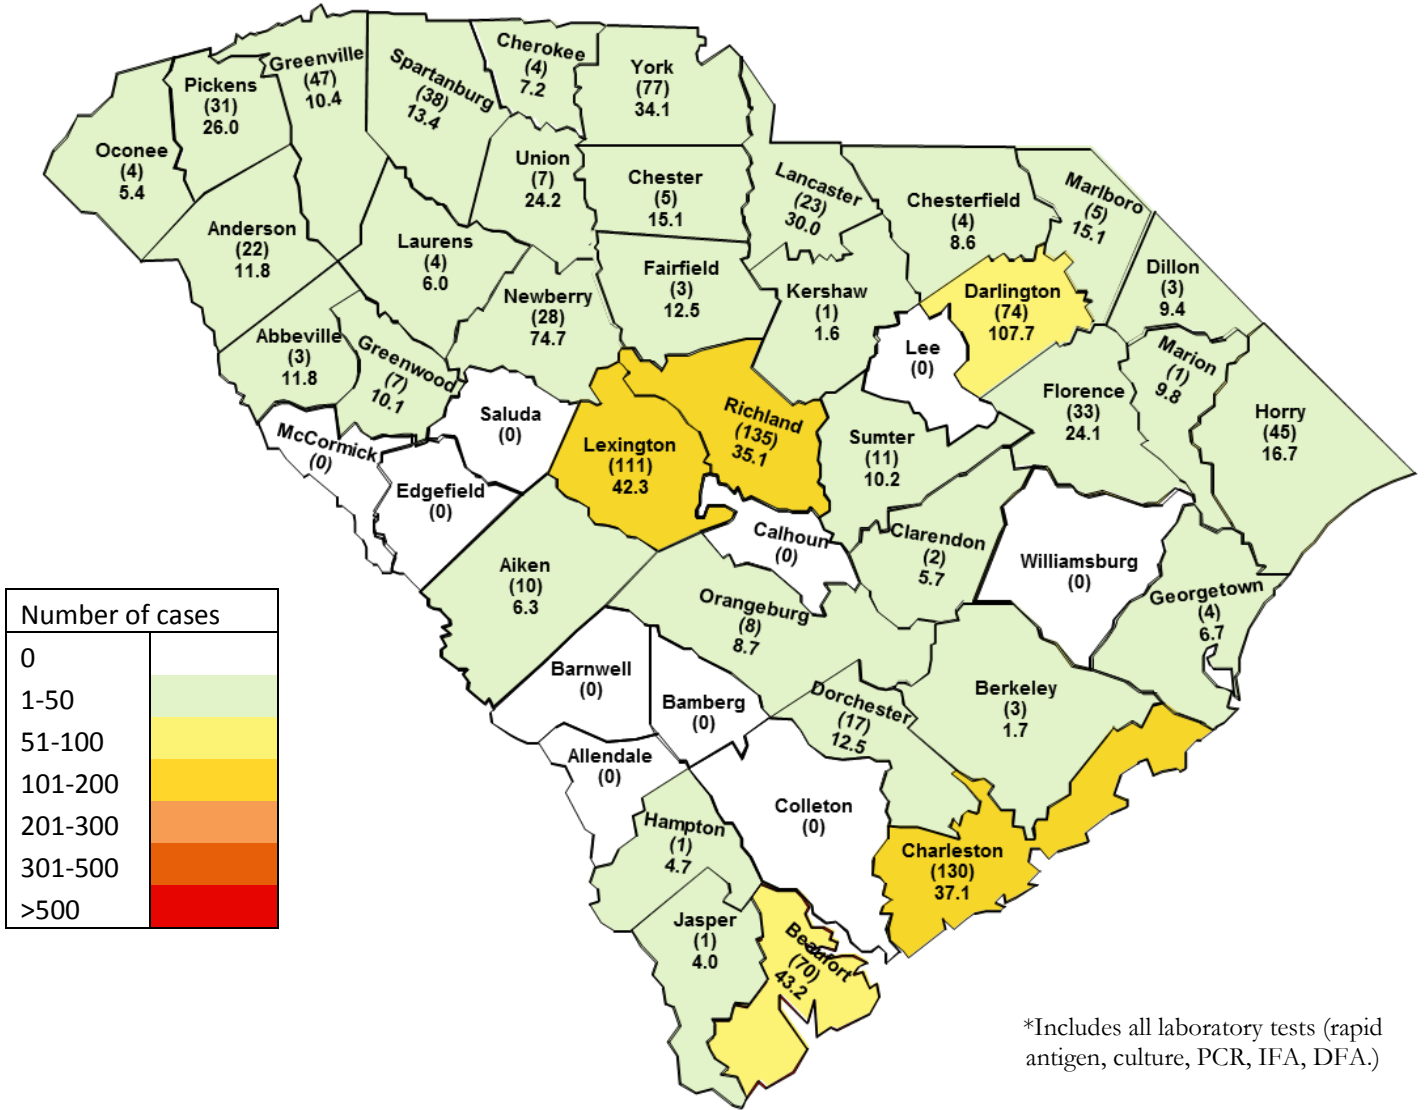 Cherokee
(4)
7.2
Greenville
(47)
10.4
Spartanburg
(38)
13.4
York
(77)
34.1
Pickens
(31)
26.0
Oconee
(4)
5.4
Union
(7)
24.2
Chester
(5)
15.1
Lancaster
(23)
30.0
Chesterfield
(4)
8.6
Marlboro
(5)
15.1
Anderson
(22)
11.8
Laurens
(4)
6.0
Fairfield
(3)
12.5
Dillon
(3)
9.4
Newberry
(28)
74.7
Kershaw
(1)
1.6
Darlington
(74)
107.7
Abbeville
(3)
11.8
Greenwood
(7)
10.1
Lee
(0)
Marion
(1)
9.8
Florence
(33)
24.1
Horry
(45)
16.7
Saluda
(0)
McCormick
(0)
Lexington
(111)
42.3
Richland
(135)
35.1
Sumter
(11)
10.2
Edgefield
(0)
Calhoun
(0)
Clarendon
(2)
5.7
Williamsburg
(0)
Aiken
(10)
6.3
Orangeburg
(8)
8.7
Georgetown
(4)
6.7
Barnwell
(0)
Bamberg
(0)
Dorchester
(17)
12.5
Berkeley
(3)
1.7
Allendale
(0)
Colleton
(0)
Hampton
(1)
4.7
Charleston
(130)
37.1
Jasper
(1)
4.0
Beaufort
(70)
43.2
Number of cases
0
1-50
51-100
101-200
201-300
301-500
>500
*Includes all laboratory tests (rapid
antigen, culture, PCR, IFA, DFA.)